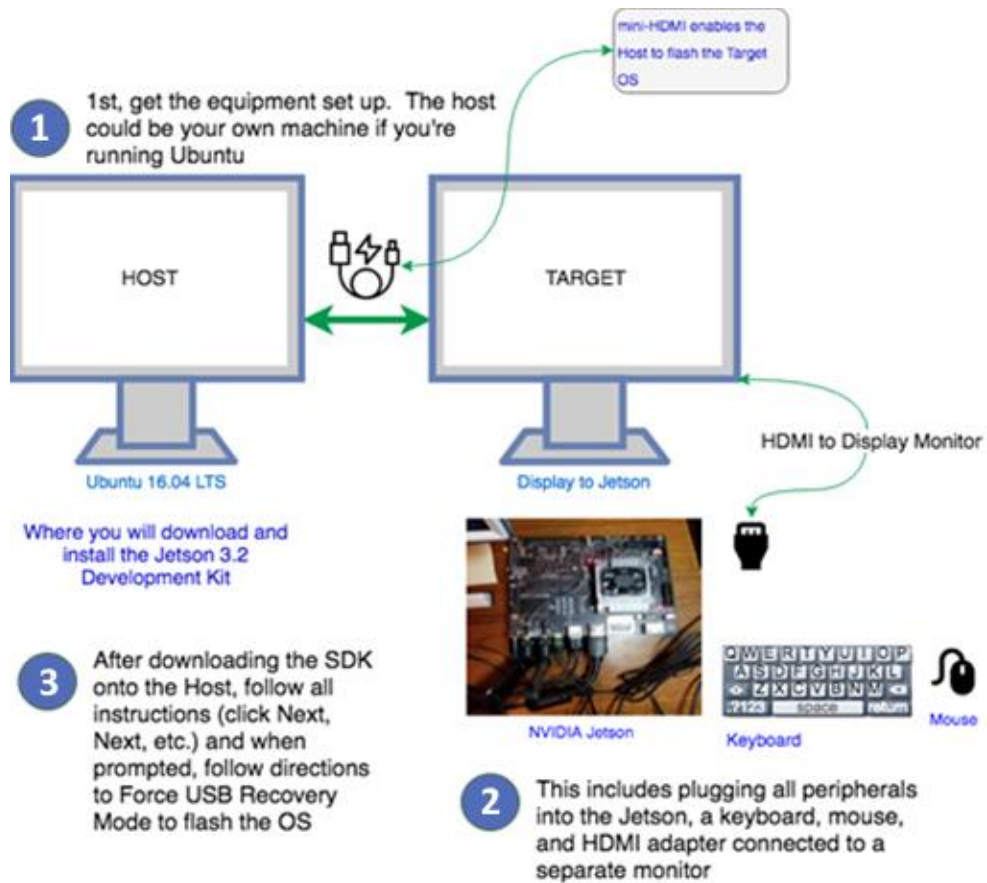 mini-HDMI enables the
Host to flash the Target
OS
1
1st, get the equipment set up. The host
could be your own machine if you're
running Ubuntu
HOST
TARGET
HDMI to Display Monitor
Ubuntu 16.04 LTS
Display to Jetson
Where you will download and
install the Jetson 3.2
Development Kit
3
After downloading the SDK
onto the Host, follow all
instructions (click Next,
Next, etc.) and when
prompted, follow directions
to Force USB Recovery
Mode to flash the OS
NVIDIA Jetson
QWERTYUIOP
ASDFGHJKL
ZXCVBNM
.?123 space return
Keyboard
Mouse
2
This includes plugging all peripherals
into the Jetson, a keyboard, mouse,
and HDMI adapter connected to a
separate monitor